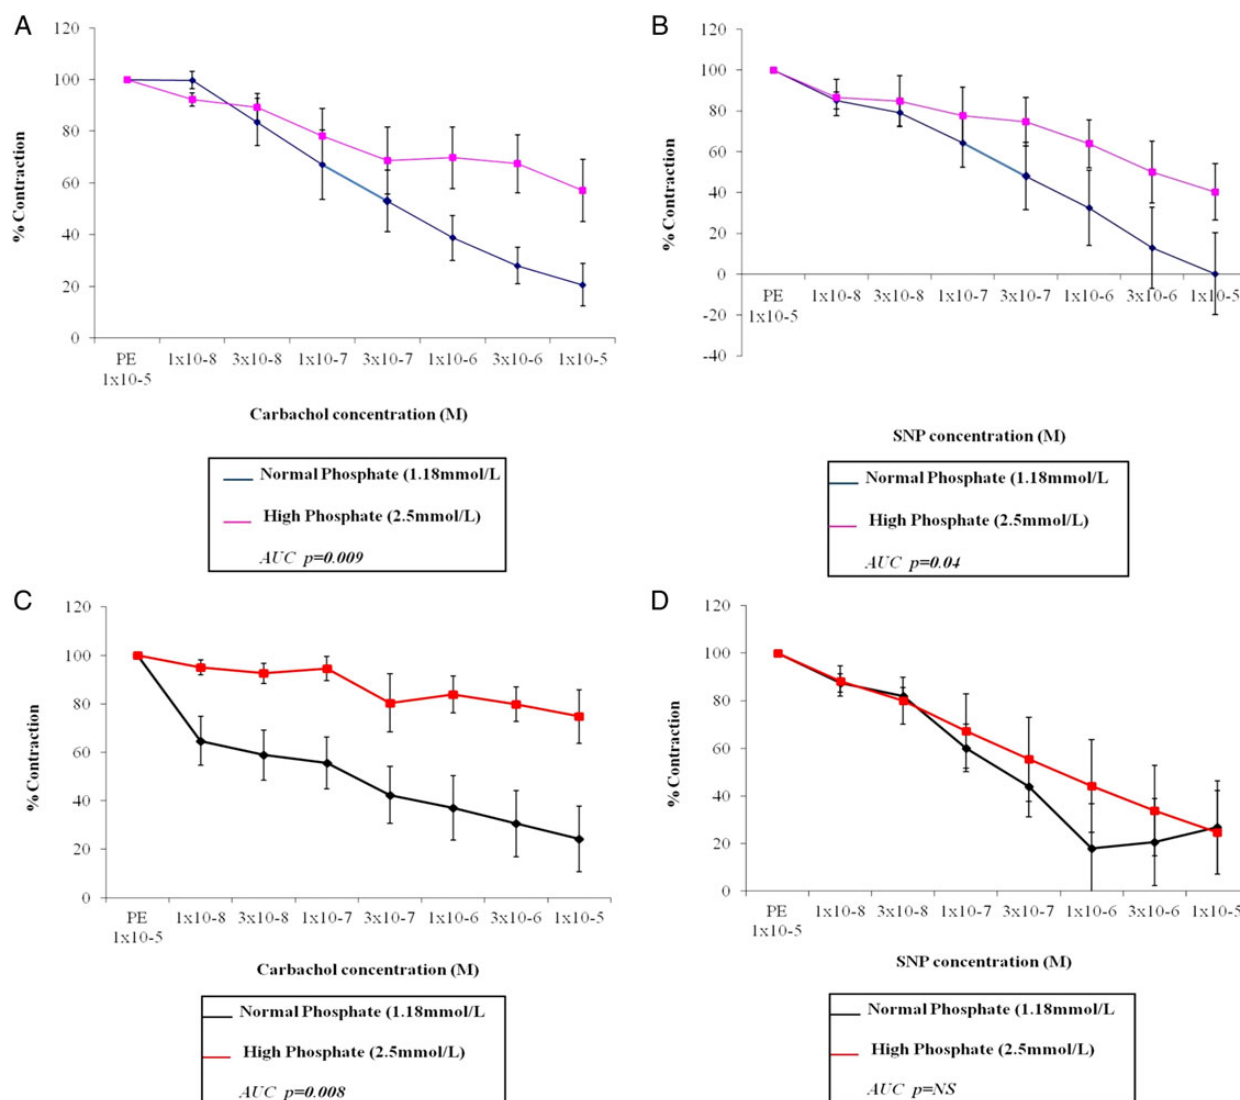 A
120
100
80
60
40
20
0
% Contraction
PE 1x10-8 3x10-8 1x10-7 3x10-7 1x10-6 3x10-6 1x10-5
1x10-5
Carbachol concentration (M)
Normal Phosphate (1.18mmol/L
High Phosphate (2.5mmol/L)
AUC p=0.009
B
120
100
80
60
40
20
0
-20
-40
% Contraction
PE 1x10-8 3x10-8 1x10-7 3x10-7 1x10-6 3x10-6 1x10-5
1x10-5
SNP concentration (M)
Normal Phosphate (1.18mmol/L
High Phosphate (2.5mmol/L)
AUC p=0.04
C
120
100
80
60
40
20
0
% Contraction
PE 1x10-8 3x10-8 1x10-7 3x10-7 1x10-6 3x10-6 1x10-5
1x10-5
Carbachol concentration (M)
Normal Phosphate (1.18mmol/L
High Phosphate (2.5mmol/L)
AUC p=0.008
D
120
100
80
60
40
20
0
% Contraction
PE 1x10-8 3x10-8 1x10-7 3x10-7 1x10-6 3x10-6 1x10-5
1x10-5
SNP concentration (M)
Normal Phosphate (1.18mmol/L
High Phosphate (2.5mmol/L)
AUC p=NS